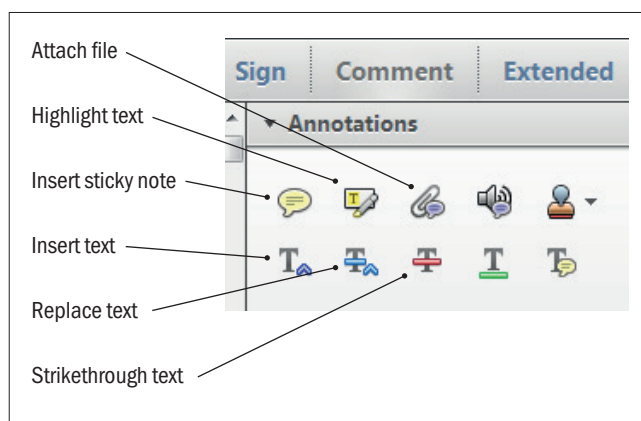 Attach file
Sign Comment Extended
Highlight text
Annotations
Insert sticky note
Insert text
Replace text
Strikethrough text